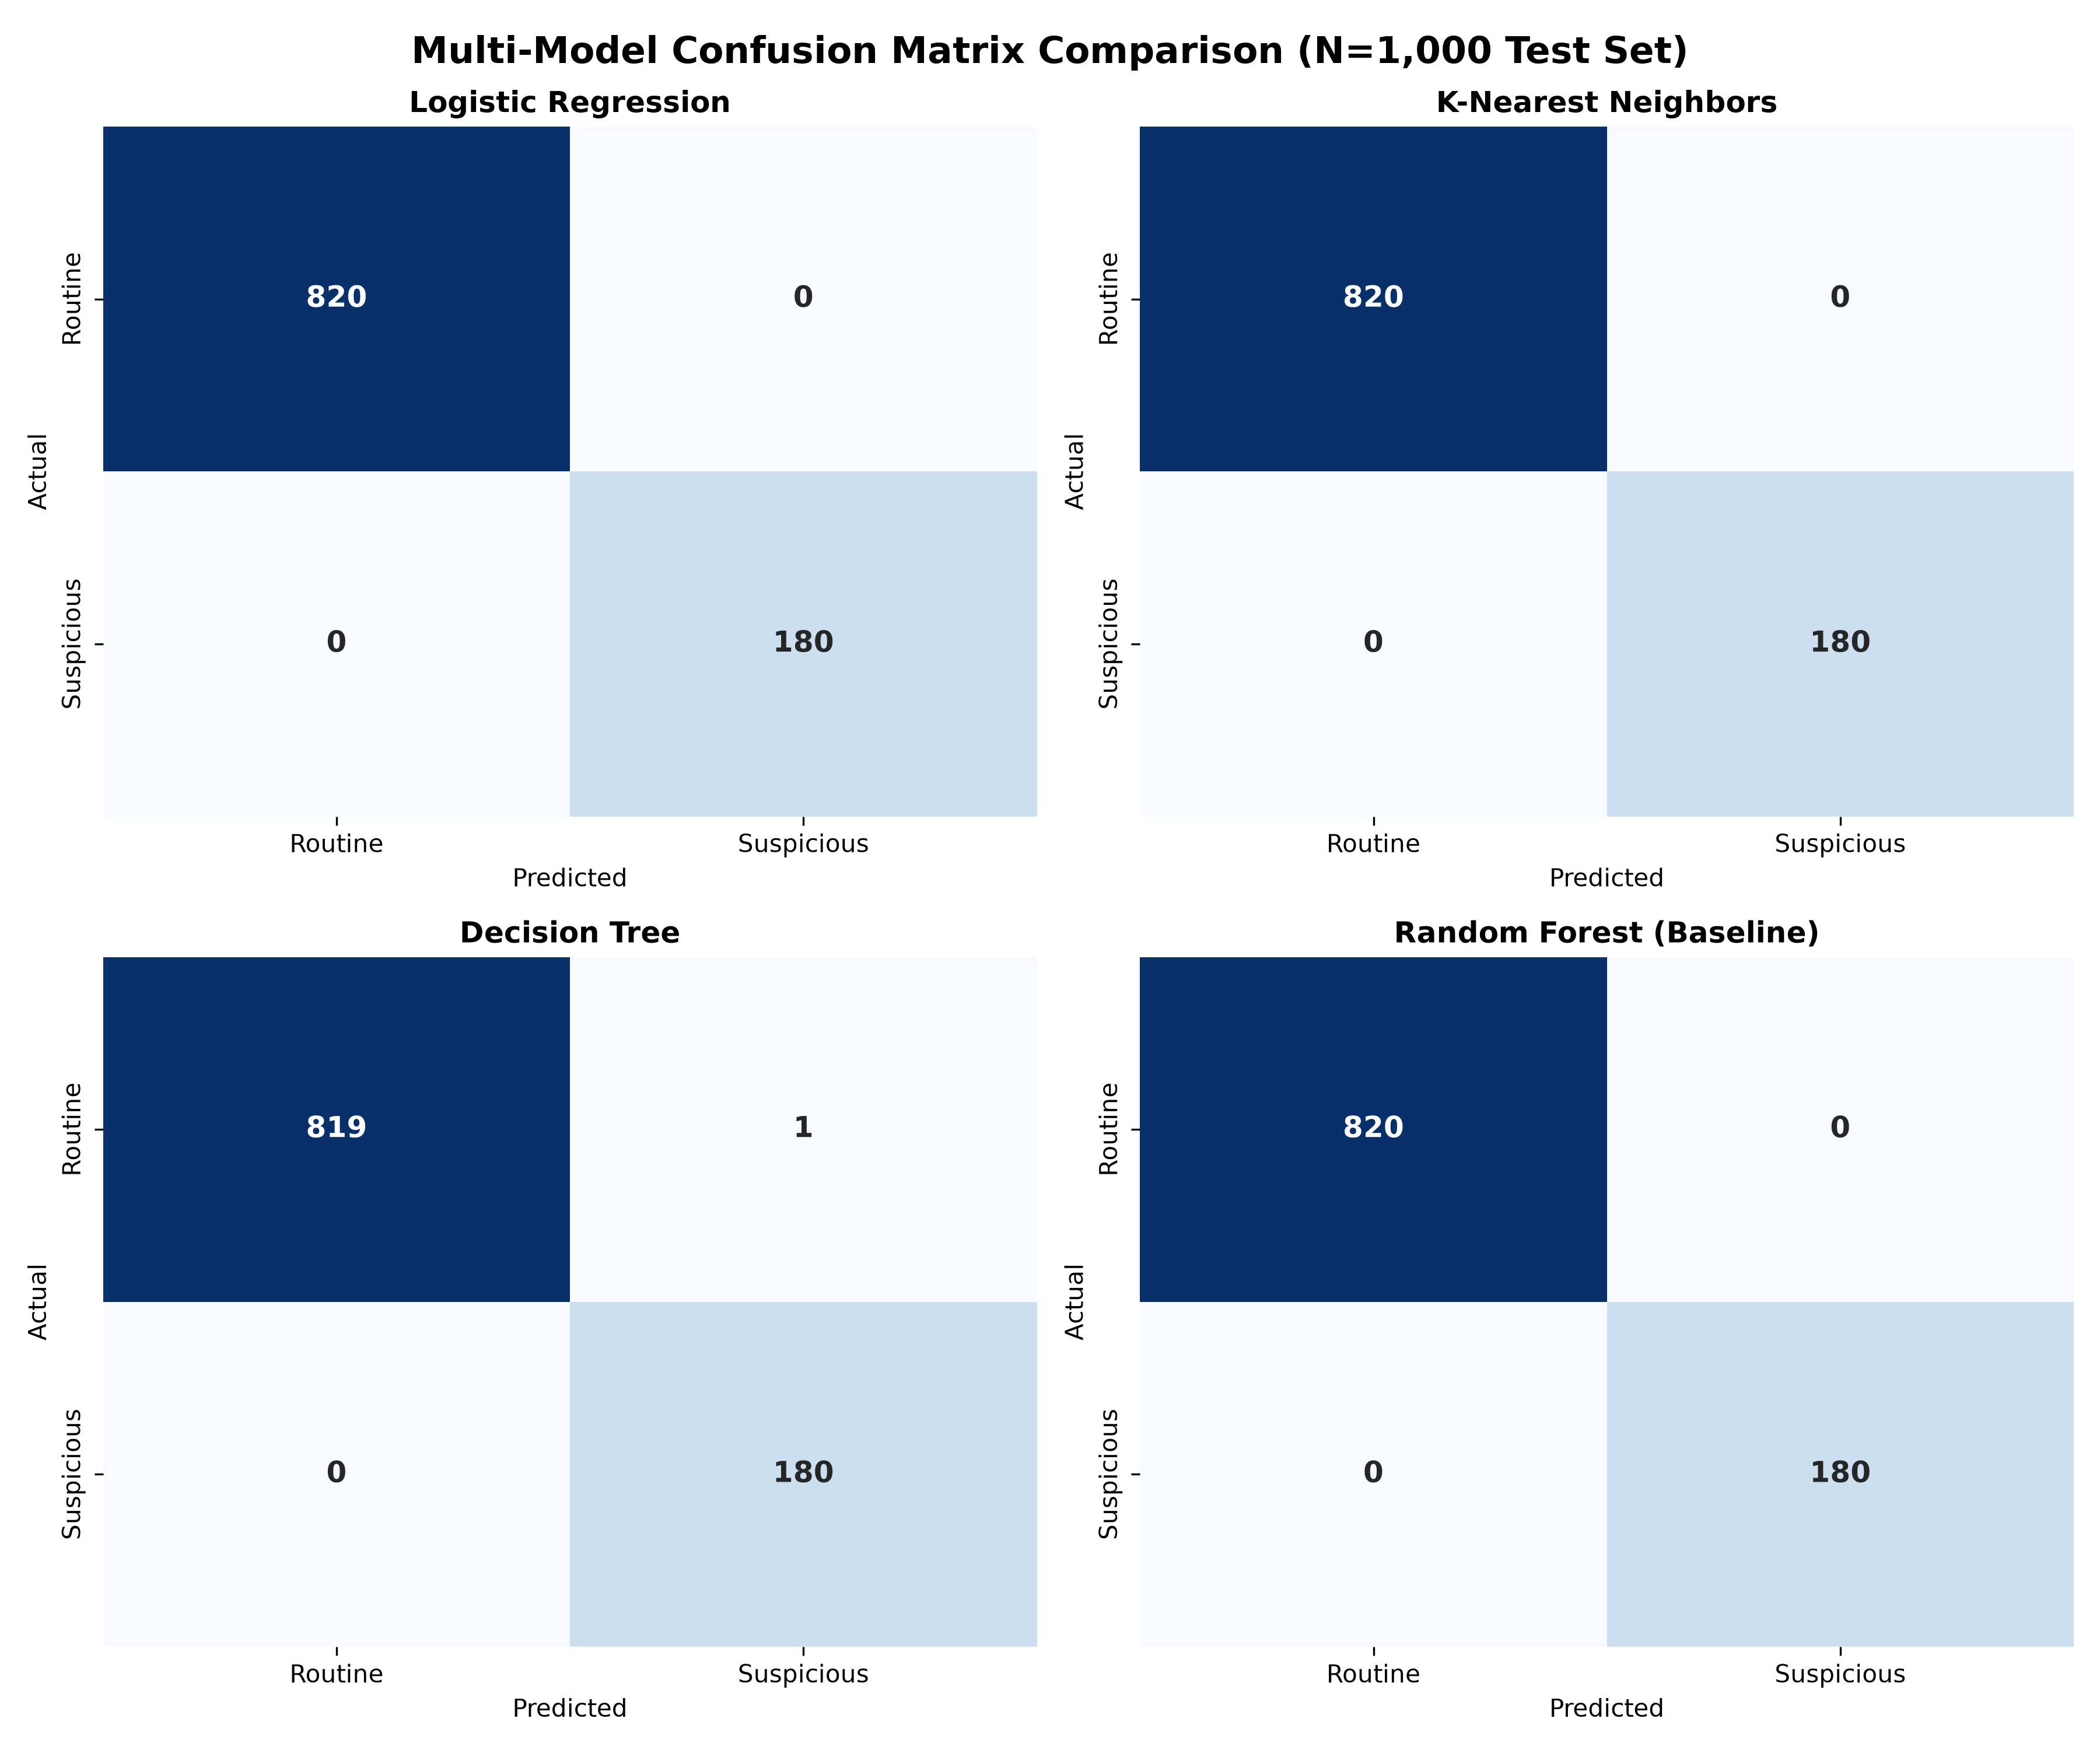 Multi-Model Confusion Matrix Comparison (N=1,000 Test Set)
Logistic Regression
Actual
Routine
820
0
Suspicious
0
180
Routine
Suspicious
Predicted
K-Nearest Neighbors
Actual
Routine
820
0
Suspicious
0
180
Routine
Suspicious
Predicted
Decision Tree
Actual
Routine
819
1
Suspicious
0
180
Routine
Suspicious
Predicted
Random Forest (Baseline)
Actual
Routine
820
0
Suspicious
0
180
Routine
Suspicious
Predicted